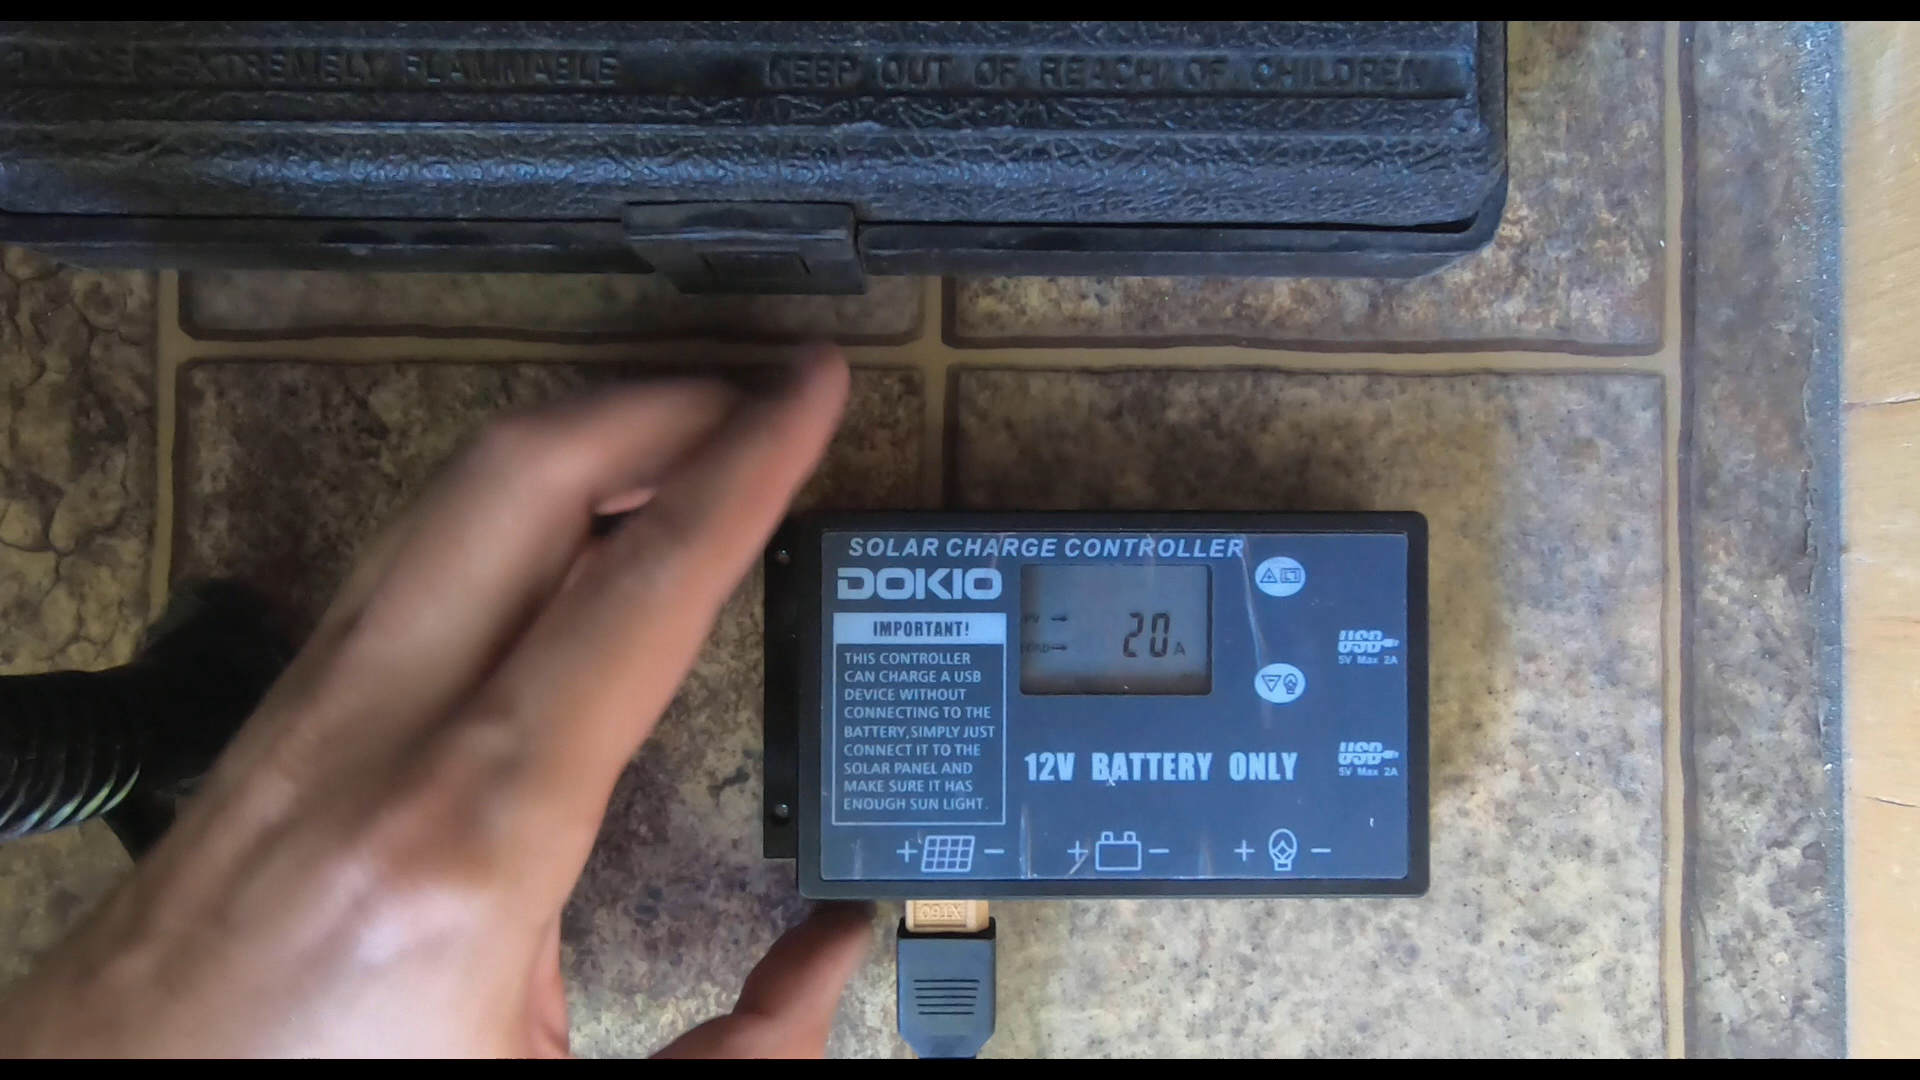 EXTREMELY FLAMMABLE KEEP OUT OF REACH OF CHILDREN
SOLAR CHARGE CONTROLLER
DOKIO
IMPORTANT!
THIS CONTROLLER
CAN CHARGE A USB
DEVICE WITHOUT
CONNECTING TO THE
BATTERY,SIMPLY JUST
CONNECT IT TO THE
SOLAR PANEL AND
MAKE SURE IT HAS
ENOUGH SUN LIGHT.
PV
LOAD
20A
USB
5V Max 2A
12V BATTERY ONLY
USB
5V Max 2A
+ -
+ -
+ -
XT60